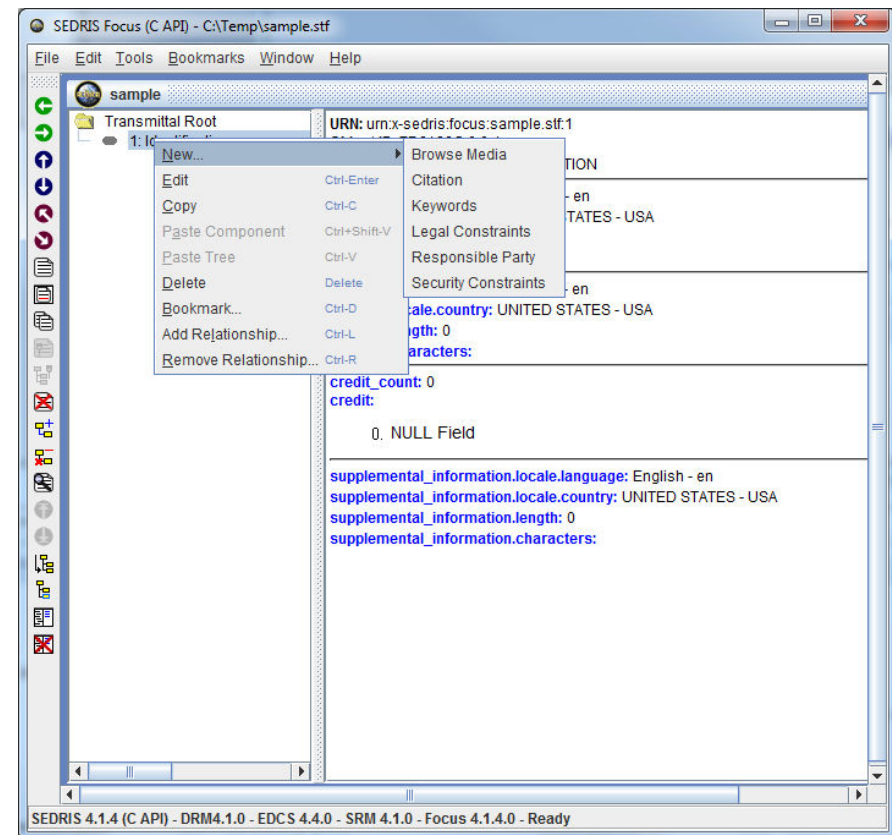 SEDRIS Focus (C API) - C:\Temp\sample.stf
File Edit Tools Bookmarks Window Help
sample
Transmittal Root
1:
New...
Edit Ctrl-Enter
Copy Ctrl-C
Paste Component Ctrl+Shift-V
Paste Tree Ctrl-V
Delete Delete
Bookmark... Ctrl-D
Add Relationship... Ctrl-L
Remove Relationship... Ctrl-R
Browse Media
Citation
Keywords
Legal Constraints
Responsible Party
Security Constraints
URN: urn:x-sedris:focus:sample.stf:1
TION
- en
TATES - USA
- en
ale.country: UNITED STATES - USA
gth: 0
aracters:
credit_count: 0
credit:
0. NULL Field
supplemental_information.locale.language: English - en
supplemental_information.locale.country: UNITED STATES - USA
supplemental_information.length: 0
supplemental_information.characters:
SEDRIS 4.1.4 (C API) - DRM4.1.0 - EDCS 4.4.0 - SRM 4.1.0 - Focus 4.1.4.0 - Ready